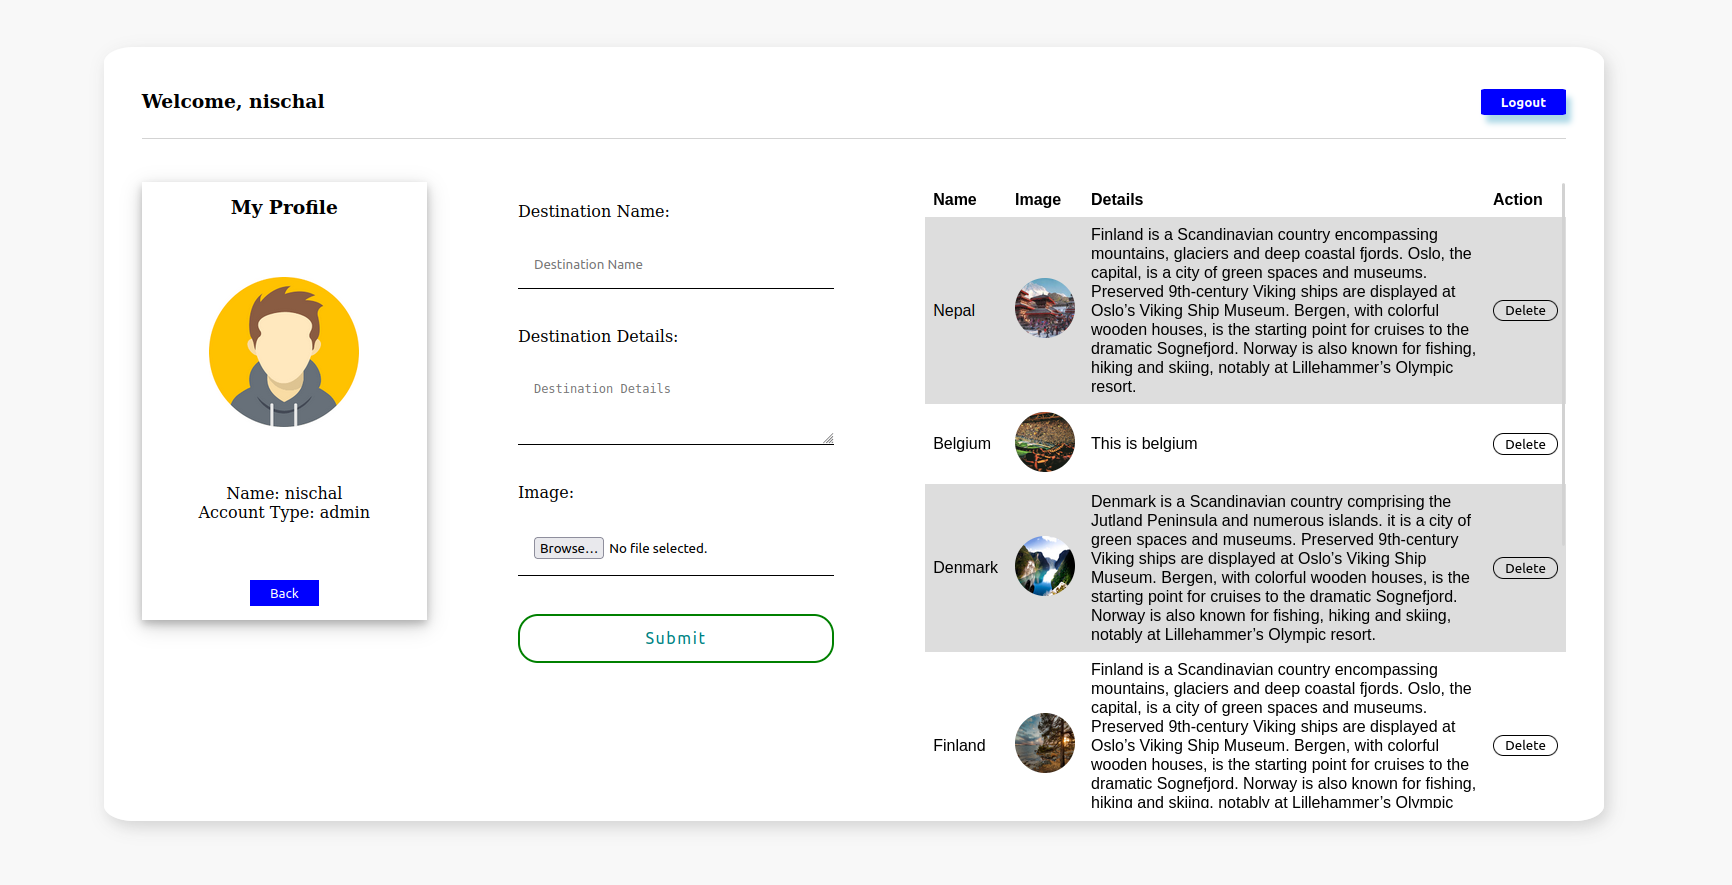 Welcome, nischal
Logout
My Profile
Name: nischal
Account Type: admin
Back
Destination Name:
Destination Name
Destination Details:
Destination Details
Image:
Browse... No file selected.
Submit
Name Image Details Action
Nepal
Finland is a Scandinavian country encompassing
mountains, glaciers and deep coastal fjords. Oslo, the
capital, is a city of green spaces and museums.
Preserved 9th-century Viking ships are displayed at
Oslo’s Viking Ship Museum. Bergen, with colorful
wooden houses, is the starting point for cruises to the
dramatic Sognefjord. Norway is also known for fishing,
hiking and skiing, notably at Lillehammer’s Olympic
resort.
Delete
Belgium
This is belgium
Delete
Denmark
Denmark is a Scandinavian country comprising the
Jutland Peninsula and numerous islands. it is a city of
green spaces and museums. Preserved 9th-century
Viking ships are displayed at Oslo’s Viking Ship
Museum. Bergen, with colorful wooden houses, is the
starting point for cruises to the dramatic Sognefjord.
Norway is also known for fishing, hiking and skiing,
notably at Lillehammer’s Olympic resort.
Delete
Finland
Finland is a Scandinavian country encompassing
mountains, glaciers and deep coastal fjords. Oslo, the
capital, is a city of green spaces and museums.
Preserved 9th-century Viking ships are displayed at
Oslo’s Viking Ship Museum. Bergen, with colorful
wooden houses, is the starting point for cruises to the
dramatic Sognefjord. Norway is also known for fishing,
hiking and skiing, notably at Lillehammer’s Olympic
Delete